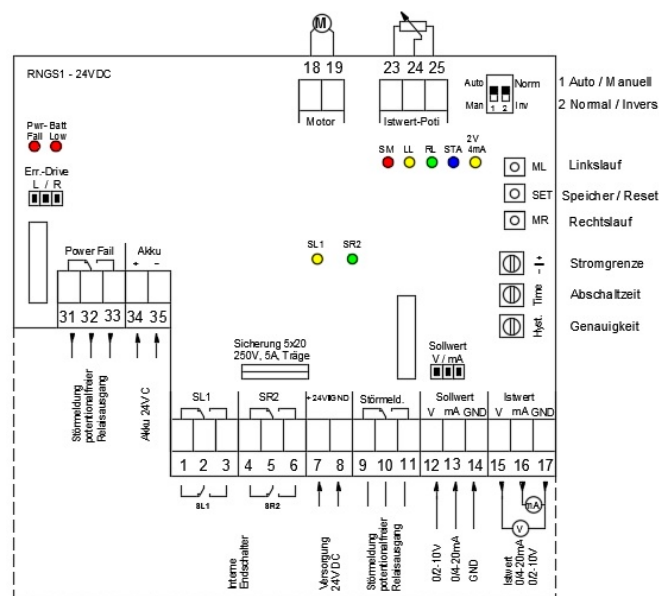 M
18 19
23 24 25
RNGS1 - 24VDC
Motor
Istwert-Poti
Auto Norm
Man 1 2 Inv
1 Auto / Manuell
2 Normal / Invers
Pwr- Batt
Fail Low
Err.-Drive
L / R
2V
SM LL RL STA 4mA
ML Linkslauf
SET Speicher / Reset
MR Rechtslauf
SL1 SR2
+
− Stromgrenze
Time Abschaltzeit
Hyst. Genauigkeit
Power Fail Akku
+ -
31 32 33 34 35
Sicherung 5x20
250V, 5A, Träge
Sollwert
V / mA
SL1 SR2 +24V GND Störmeld. Sollwert Istwert
V mA GND V mA GND
1 2 3 4 5 6 7 8 9 10 11 12 13 14 15 16 17
SL1 SR2
mA
V
Störmeldung
potentionalfreier
Relaisausgang
Akku 24V C
Interne
Endschalter
Versorgung
24VDC
Störmeldung
potentionalfreier
Relaisausgang
0/2-10V
0/4-20mA
GND
Istwert
0/4-20mA
0/2-10V